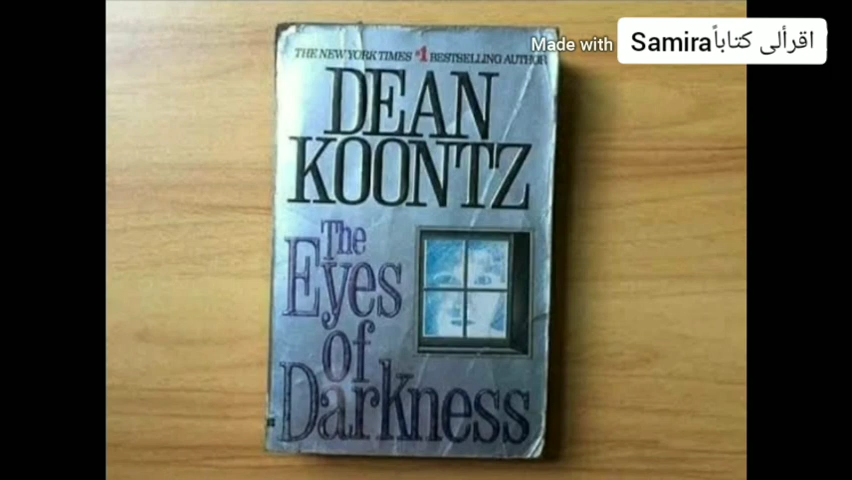 Made with
Samira اقرألى كتاباً
THE NEW YORK TIMES #1 BESTSELLING AUTHOR
DEAN
KOONTZ
The
Eyes
of
Darkness